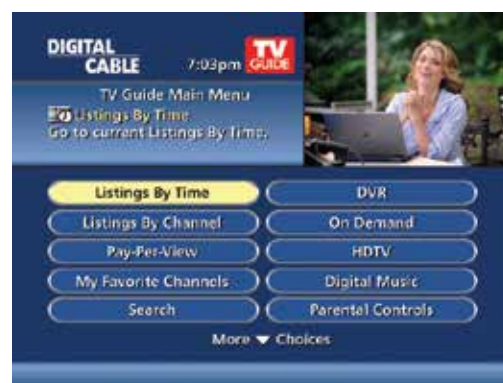 DIGITAL
CABLE
7:03pm
TV
GUIDE
TV Guide Main Menu
Listings By Time
Go to current Listings By Time.
Listings By Time
DVR
Listings By Channel
On Demand
Pay-Per-View
HDTV
My Favorite Channels
Digital Music
Search
Parental Controls
More ▼ Choices